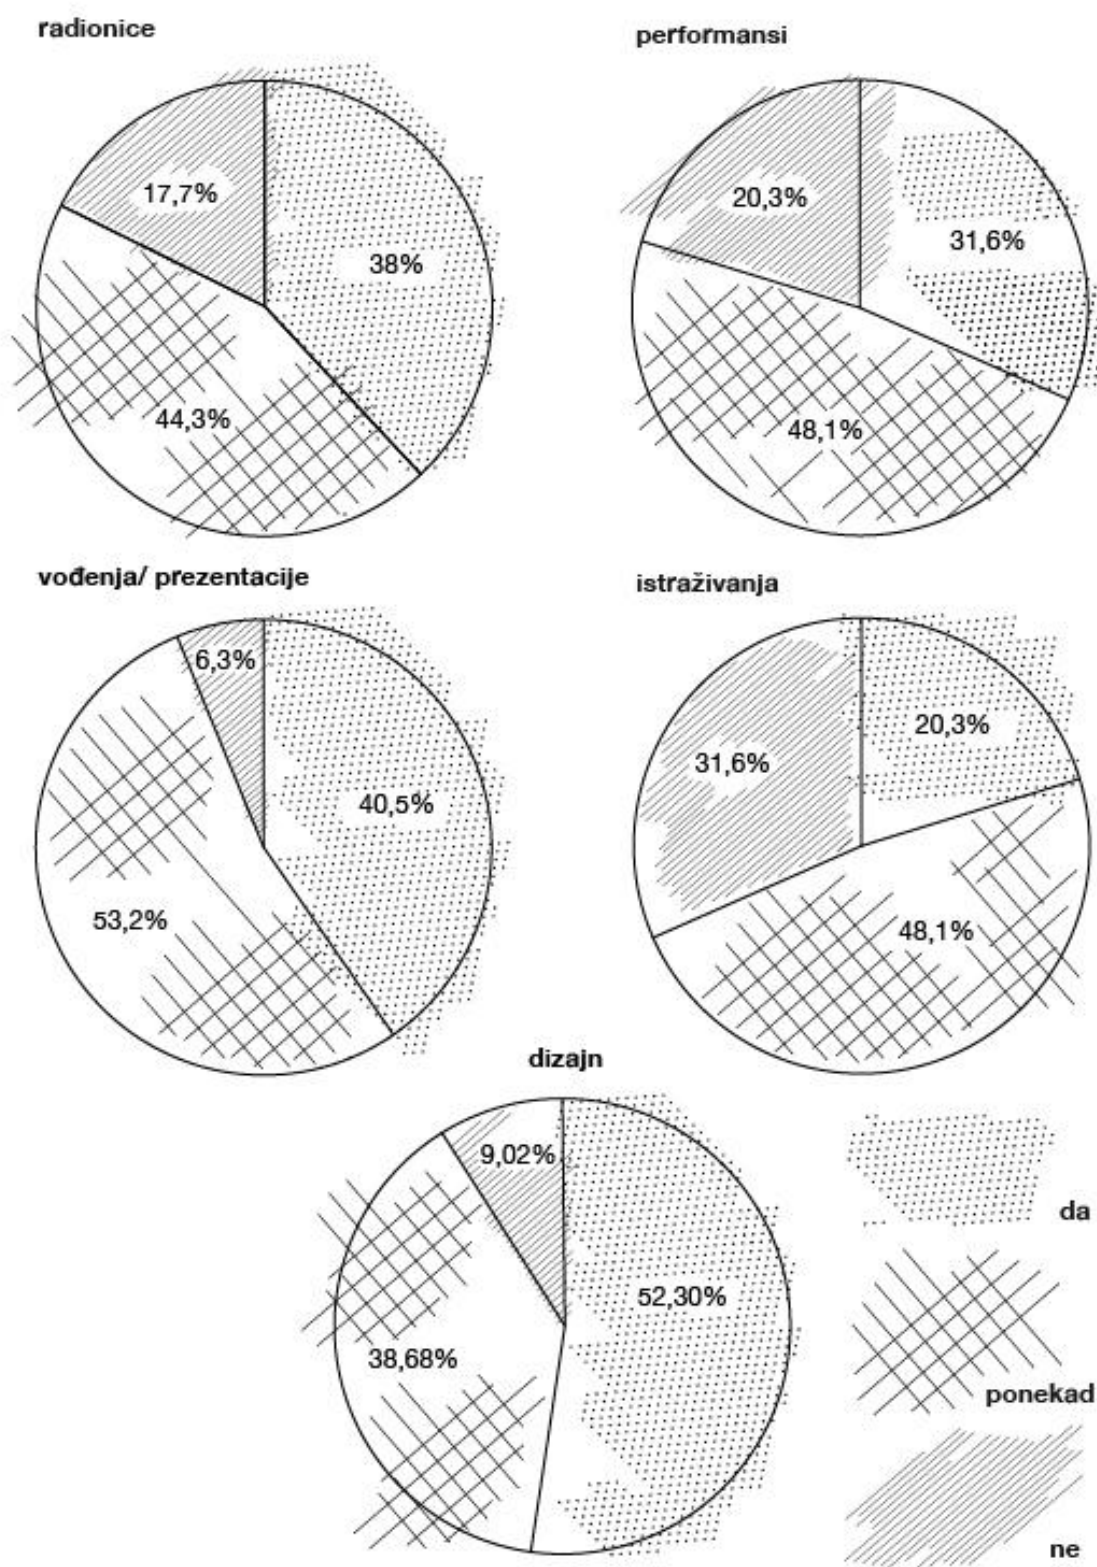 radionice
performansi
17,7%
38%
44,3%
20,3%
31,6%
48,1%
vođenja/ prezentacije
istraživanja
6,3%
40,5%
53,2%
20,3%
31,6%
48,1%
dizajn
9,02%
52,30%
38,68%
da
ponekad
ne